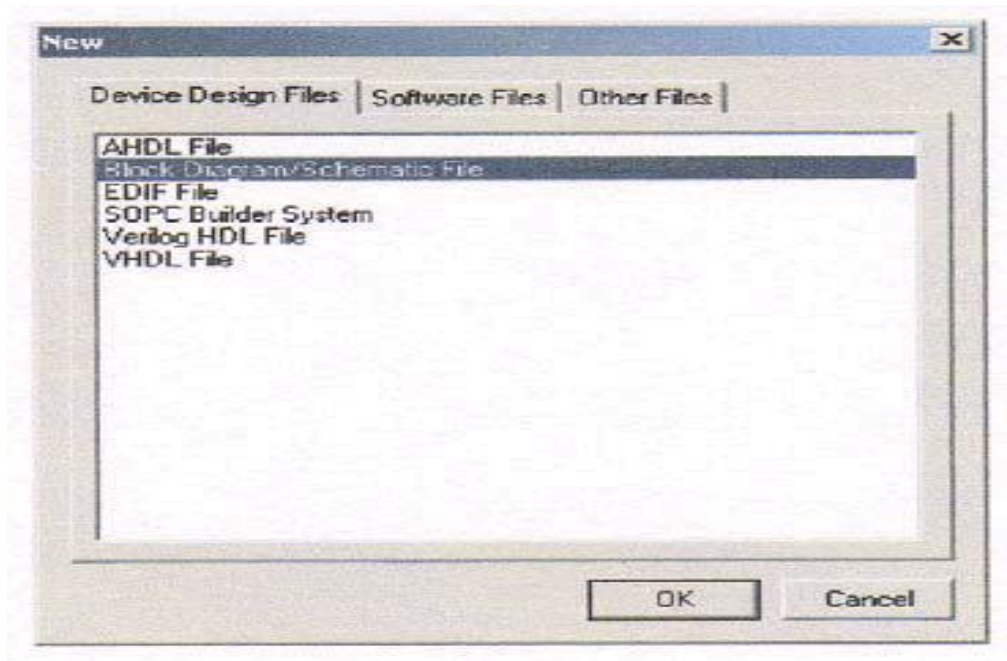 New
Device Design Files Software Files Other Files
AHDL File
Block Diagram/Schematic File
EDIF File
SOPC Builder System
Verilog HDL File
VHDL File
OK Cancel